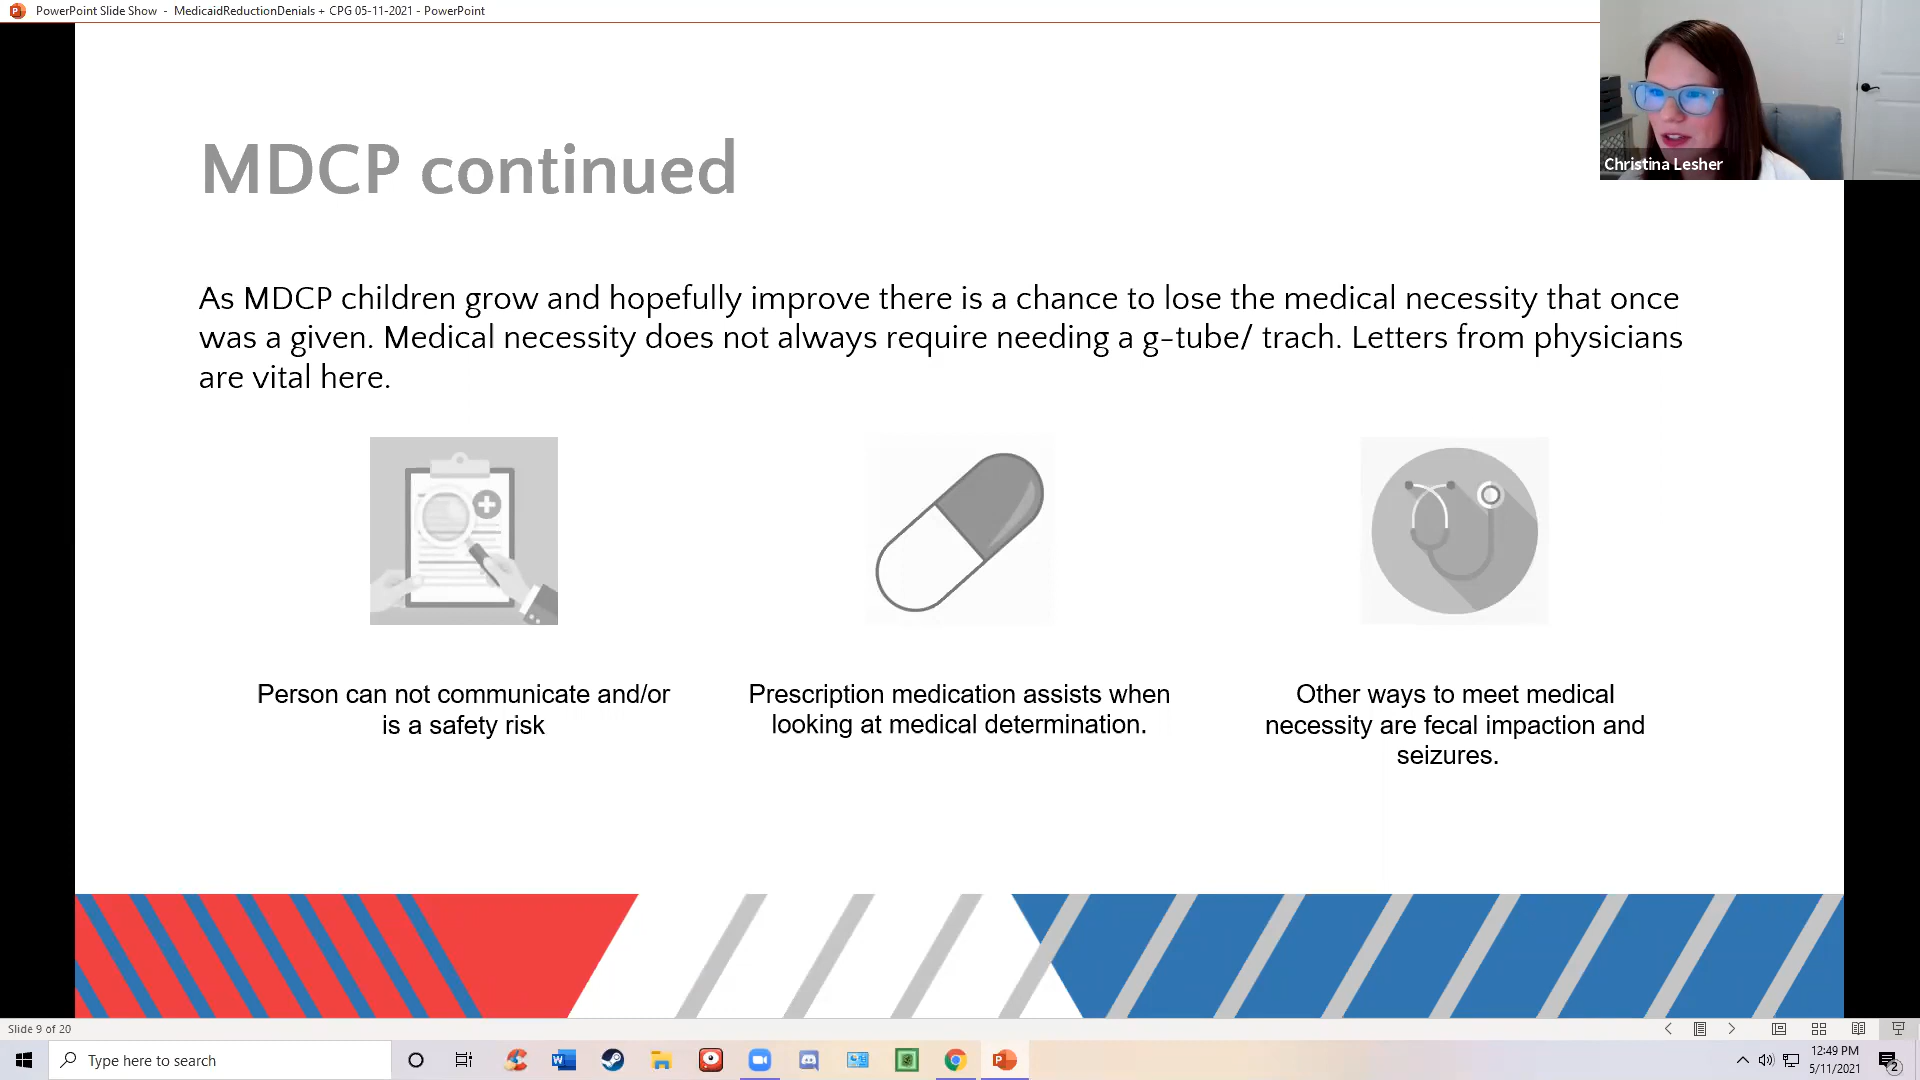 PowerPoint Slide Show - MedicaidReductionDenials + CPG 05-11-2021 - PowerPoint
Christina Lesher
MDCP continued
As MDCP children grow and hopefully improve there is a chance to lose the medical necessity that once
was a given. Medical necessity does not always require needing a g-tube/ trach. Letters from physicians
are vital here.
Person can not communicate and/or
is a safety risk
Prescription medication assists when
looking at medical determination.
Other ways to meet medical
necessity are fecal impaction and
seizures.
Slide 9 of 20
Type here to search
12:49 PM
5/11/2021
2